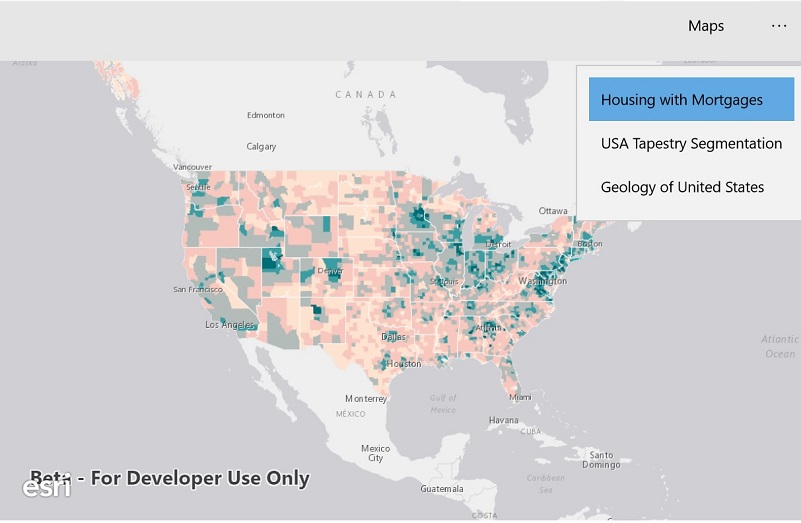 Maps
...
Alaska
Housing with Mortgages
CANADA
Edmonton
USA Tapestry Segmentation
Calgary
Vancouver
Geology of United States
Seattle
Ottawa
Detroit
Boston
Denver
St Louis
Washington
San Francisco
Los Angeles
Atlanta
Dallas
Atlantic
Ocean
Houston
Monterrey
Miami
MÉXICO
Gulf of
Mexico
Havana
CUBA
Mexico
City
Santo
Domingo
Beta - For Developer Use Only
esri
Guatemala
Caribbean
Sea
COSTA